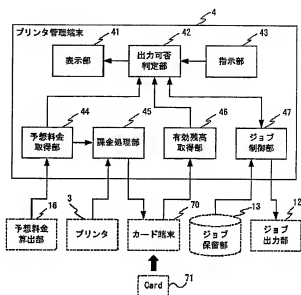 4
プリンタ管理端末
41
42
43
表示部
出力可否
判定部
指示部
44
45
46
47
予想料金
取得部
課金処理部
有効残高
取得部
ジョブ
制御部
16
3
70
13
12
予想料金
算出部
プリンタ
カード端末
ジョブ
保留部
ジョブ
出力部
Card
71